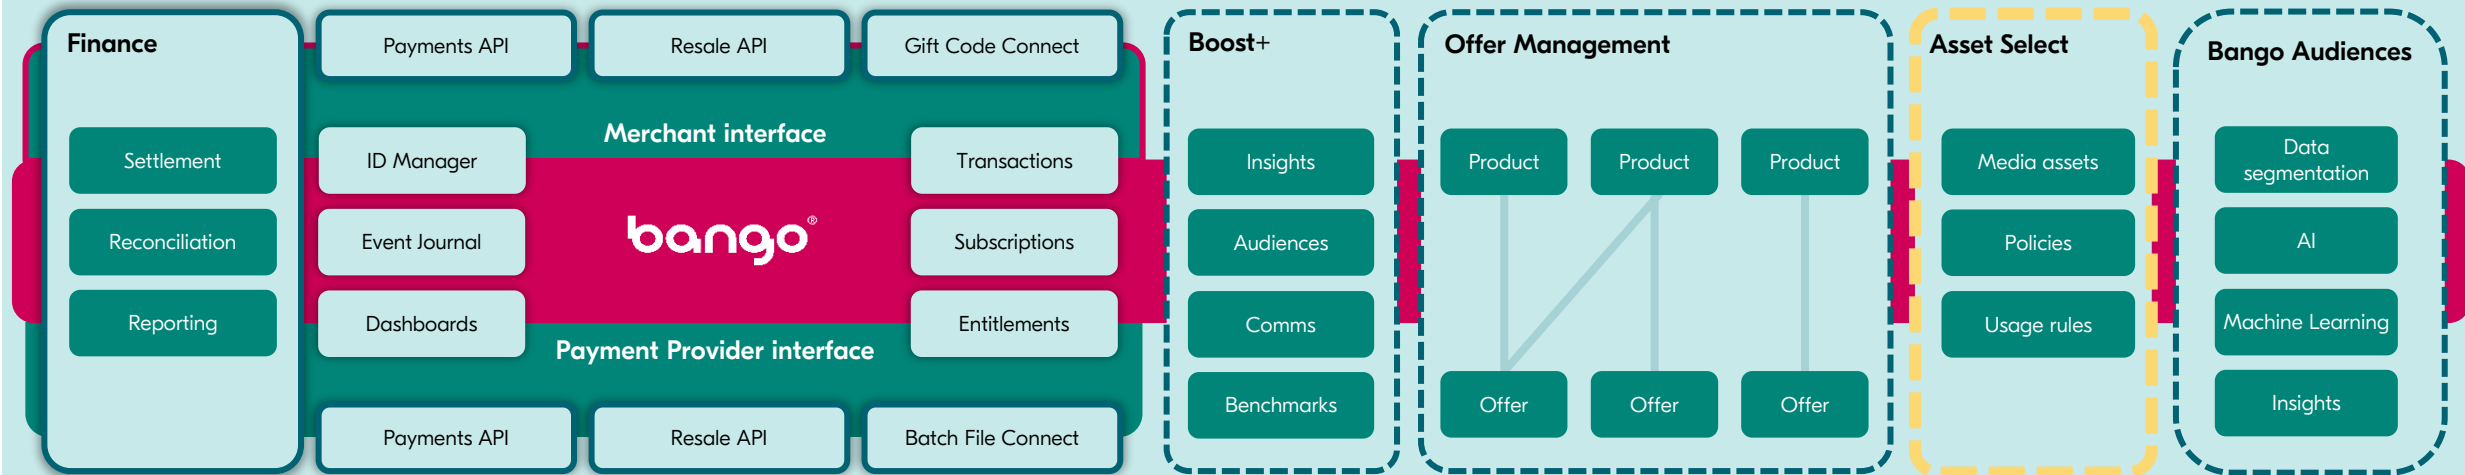 Finance
Settlement
Reconciliation
Reporting
Payments API
Resale API
Gift Code Connect
Merchant interface
ID Manager
Event Journal
Dashboards
bango®
Transactions
Subscriptions
Entitlements
Payment Provider interface
Payments API
Resale API
Batch File Connect
Boost+
Insights
Audiences
Comms
Benchmarks
Offer Management
Product
Product
Product
Offer
Offer
Offer
Asset Select
Media assets
Policies
Usage rules
Bango Audiences
Data
segmentation
AI
Machine Learning
Insights